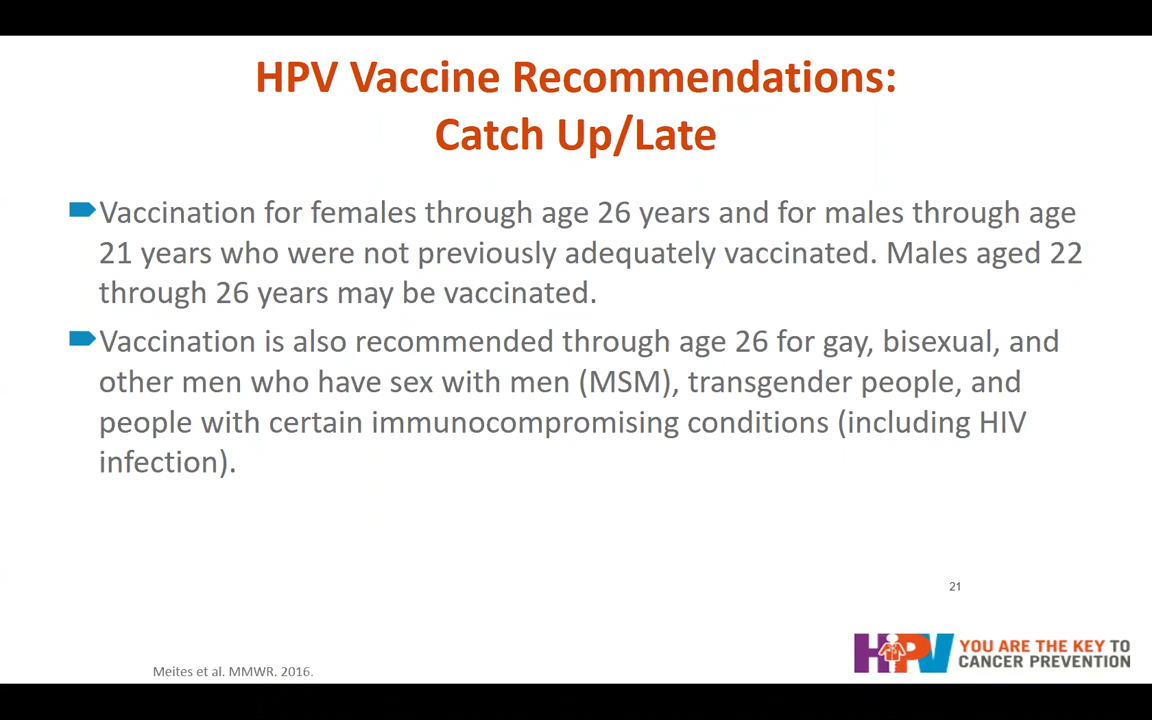 HPV Vaccine Recommendations:
Catch Up/Late
Vaccination for females through age 26 years and for males through age
21 years who were not previously adequately vaccinated. Males aged 22
through 26 years may be vaccinated.
Vaccination is also recommended through age 26 for gay, bisexual, and
other men who have sex with men (MSM), transgender people, and
people with certain immunocompromising conditions (including HIV
infection).
21
HPV
YOU ARE THE KEY TO
CANCER PREVENTION
Meites et al. MMWR. 2016.